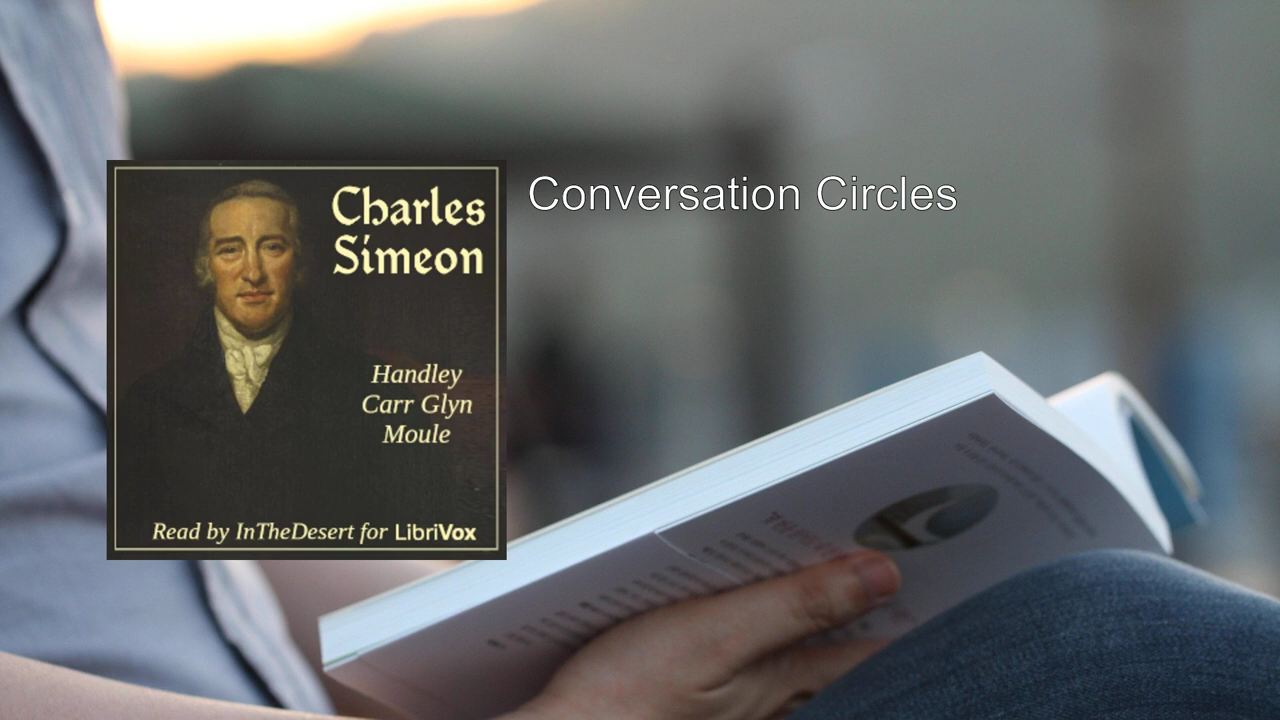 Conversation Circles
Charles
Simeon
Handley
Carr Glyn
Moule
Read by InTheDesert for LibriVox